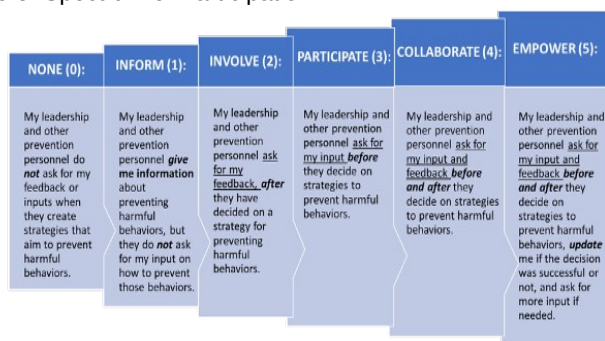 NONE (0):
My leadership
and other
prevention
personnel do
not ask for my
feedback or
inputs when
they create
strategies that
aim to prevent
harmful
behaviors.
INFORM (1):
My leadership
and other
prevention
personnel give
me information
about
preventing
harmful
behaviors, but
they do not ask
for my input on
how to prevent
those behaviors.
INVOLVE (2):
My leadership
and other
prevention
personnel ask
for my
feedback, after
they have
decided on a
strategy for
preventing
harmful
behaviors.
PARTICIPATE (3):
My leadership and
other prevention
personnel ask for
my input before
they decide on
strategies to
prevent harmful
behaviors.
COLLABORATE (4):
My leadership and
other prevention
personnel ask for
my input and
feedback before
and after they
decide on strategies
to prevent harmful
behaviors.
EMPOWER (5):
My leadership and
other prevention
personnel ask for
my input and
feedback before
and after they
decide on
strategies to
prevent harmful
behaviors, update
me if the decision
was successful or
not, and ask for
more input if
needed.